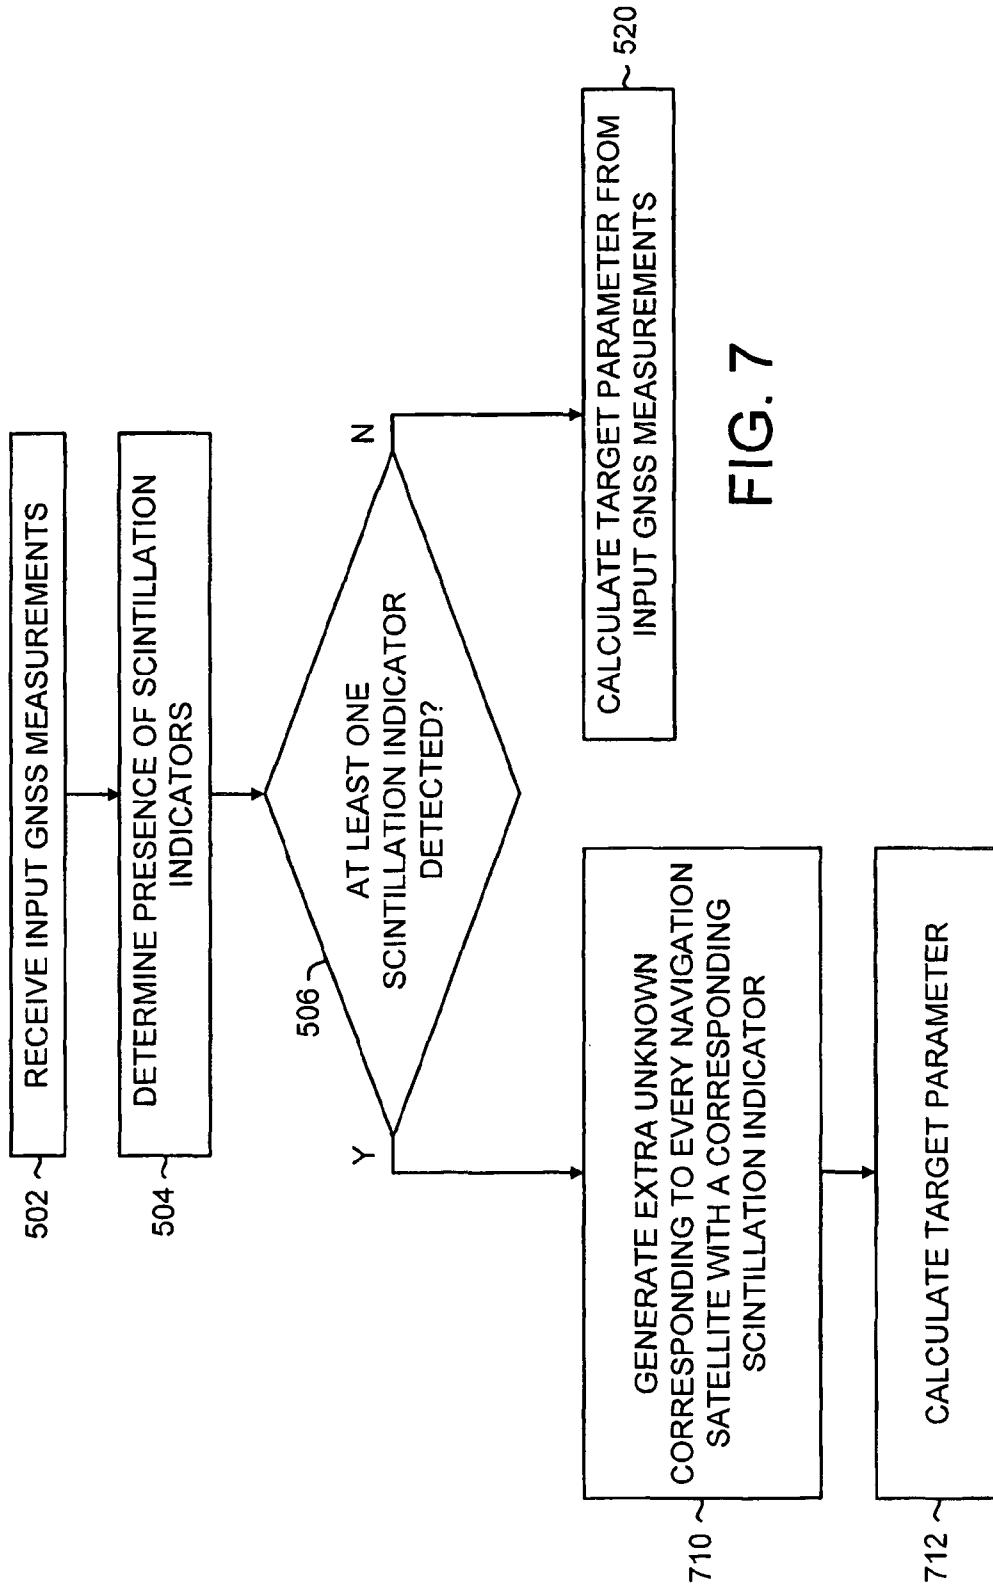 502
RECEIVE INPUT GNSS MEASUREMENTS
504
DETERMINE PRESENCE OF SCINTILLATION
INDICATORS
506
AT LEAST ONE
SCINTILLATION INDICATOR
DETECTED?
Y
N
710
GENERATE EXTRA UNKNOWN
CORRESPONDING TO EVERY NAVIGATION
SATELLITE WITH A CORRESPONDING
SCINTILLATION INDICATOR
CALCULATE TARGET PARAMETER FROM
INPUT GNSS MEASUREMENTS
520
712
CALCULATE TARGET PARAMETER
FIG. 7